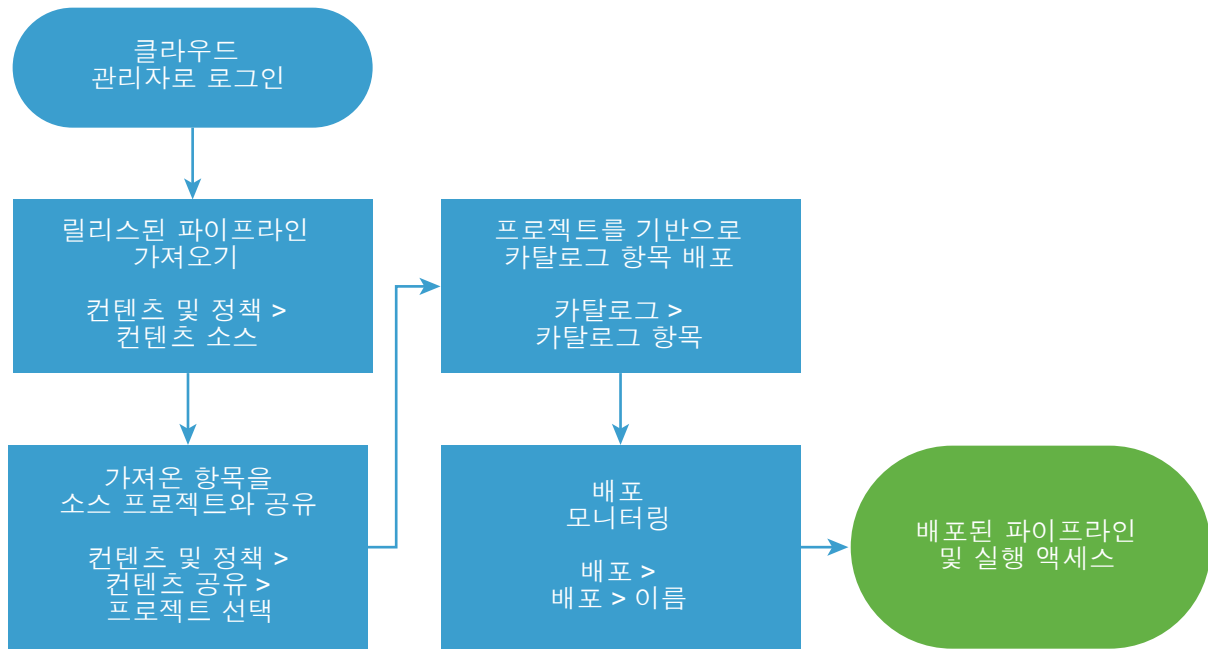 클라우드
관리자로 로그인
릴리스된 파이프라인
가져오기
컨텐츠 및 정책 >
컨텐츠 소스
가져온 항목을
소스 프로젝트와 공유
컨텐츠 및 정책 >
컨텐츠 공유 >
프로젝트 선택
프로젝트를 기반으로
카탈로그 항목 배포
카탈로그 >
카탈로그 항목
배포
모니터링
배포 >
배포 > 이름
배포된 파이프라인
및 실행 액세스